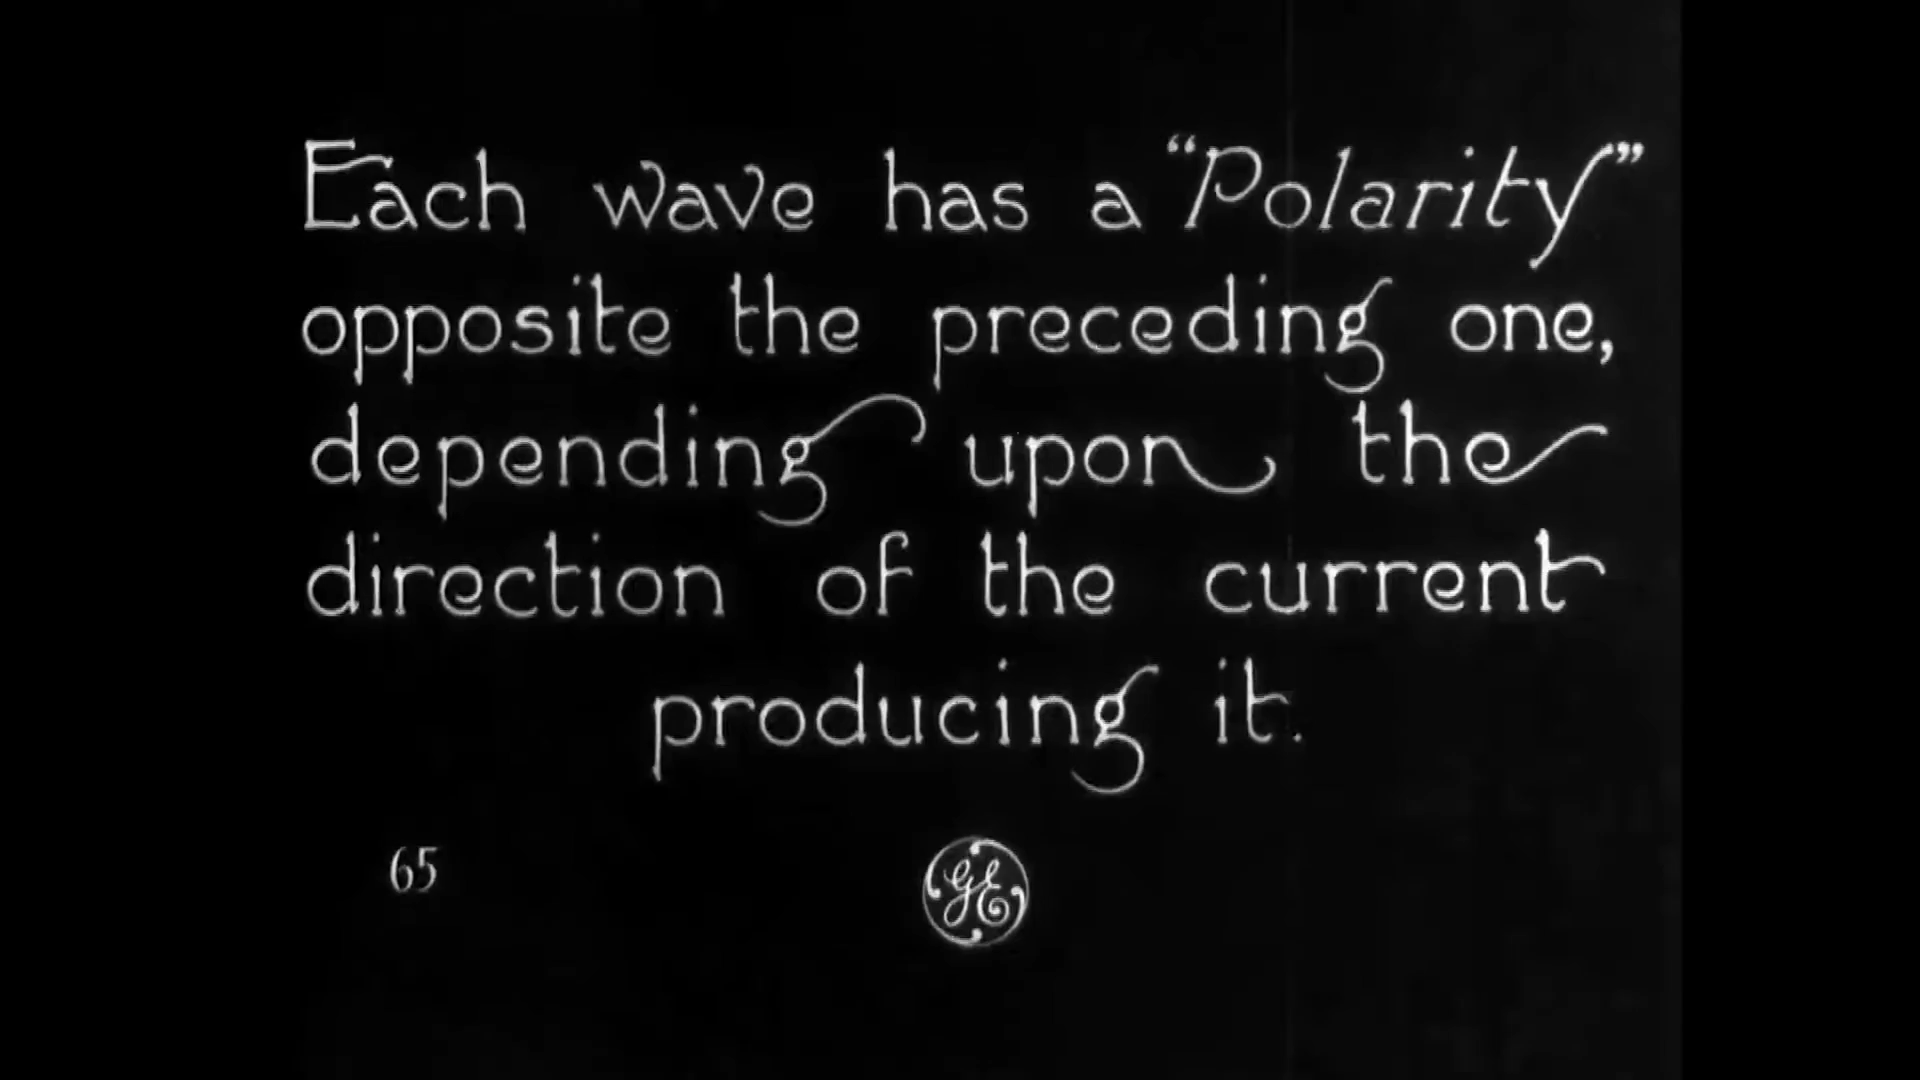 Each wave has a “Polarity”
opposite the preceding one,
depending upon the
direction of the current
producing it.
65
GE